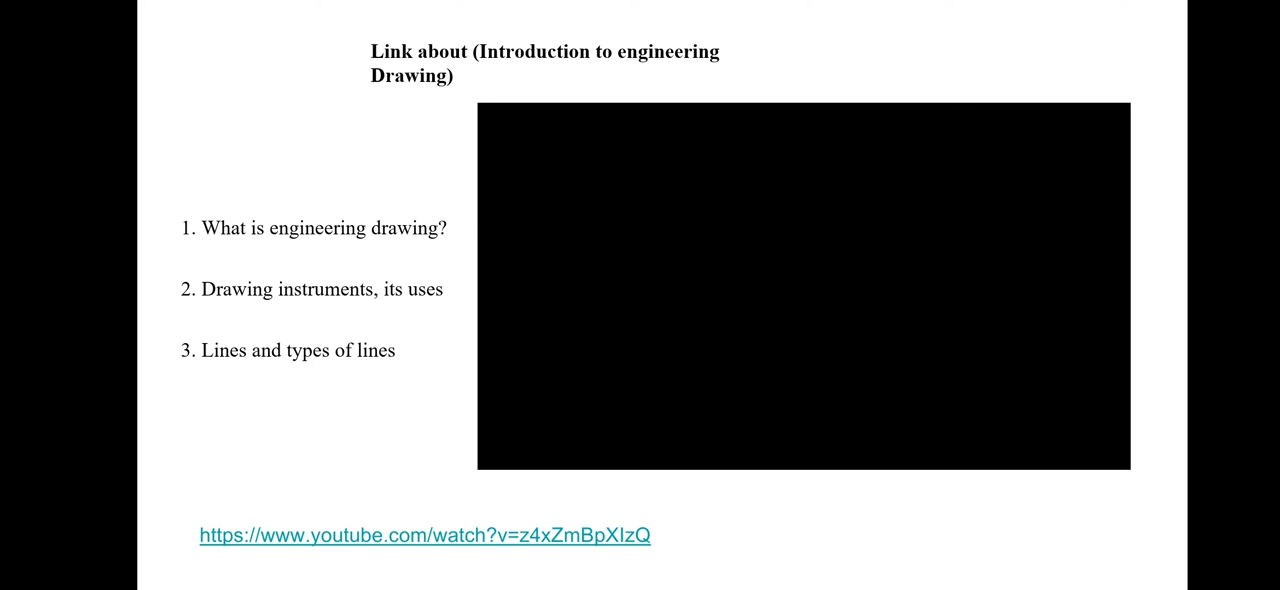 Link about (Introduction to engineering
Drawing)
1. What is engineering drawing?
2. Drawing instruments, its uses
3. Lines and types of lines
https://www.youtube.com/watch?v=z4xZmBpXIzQ